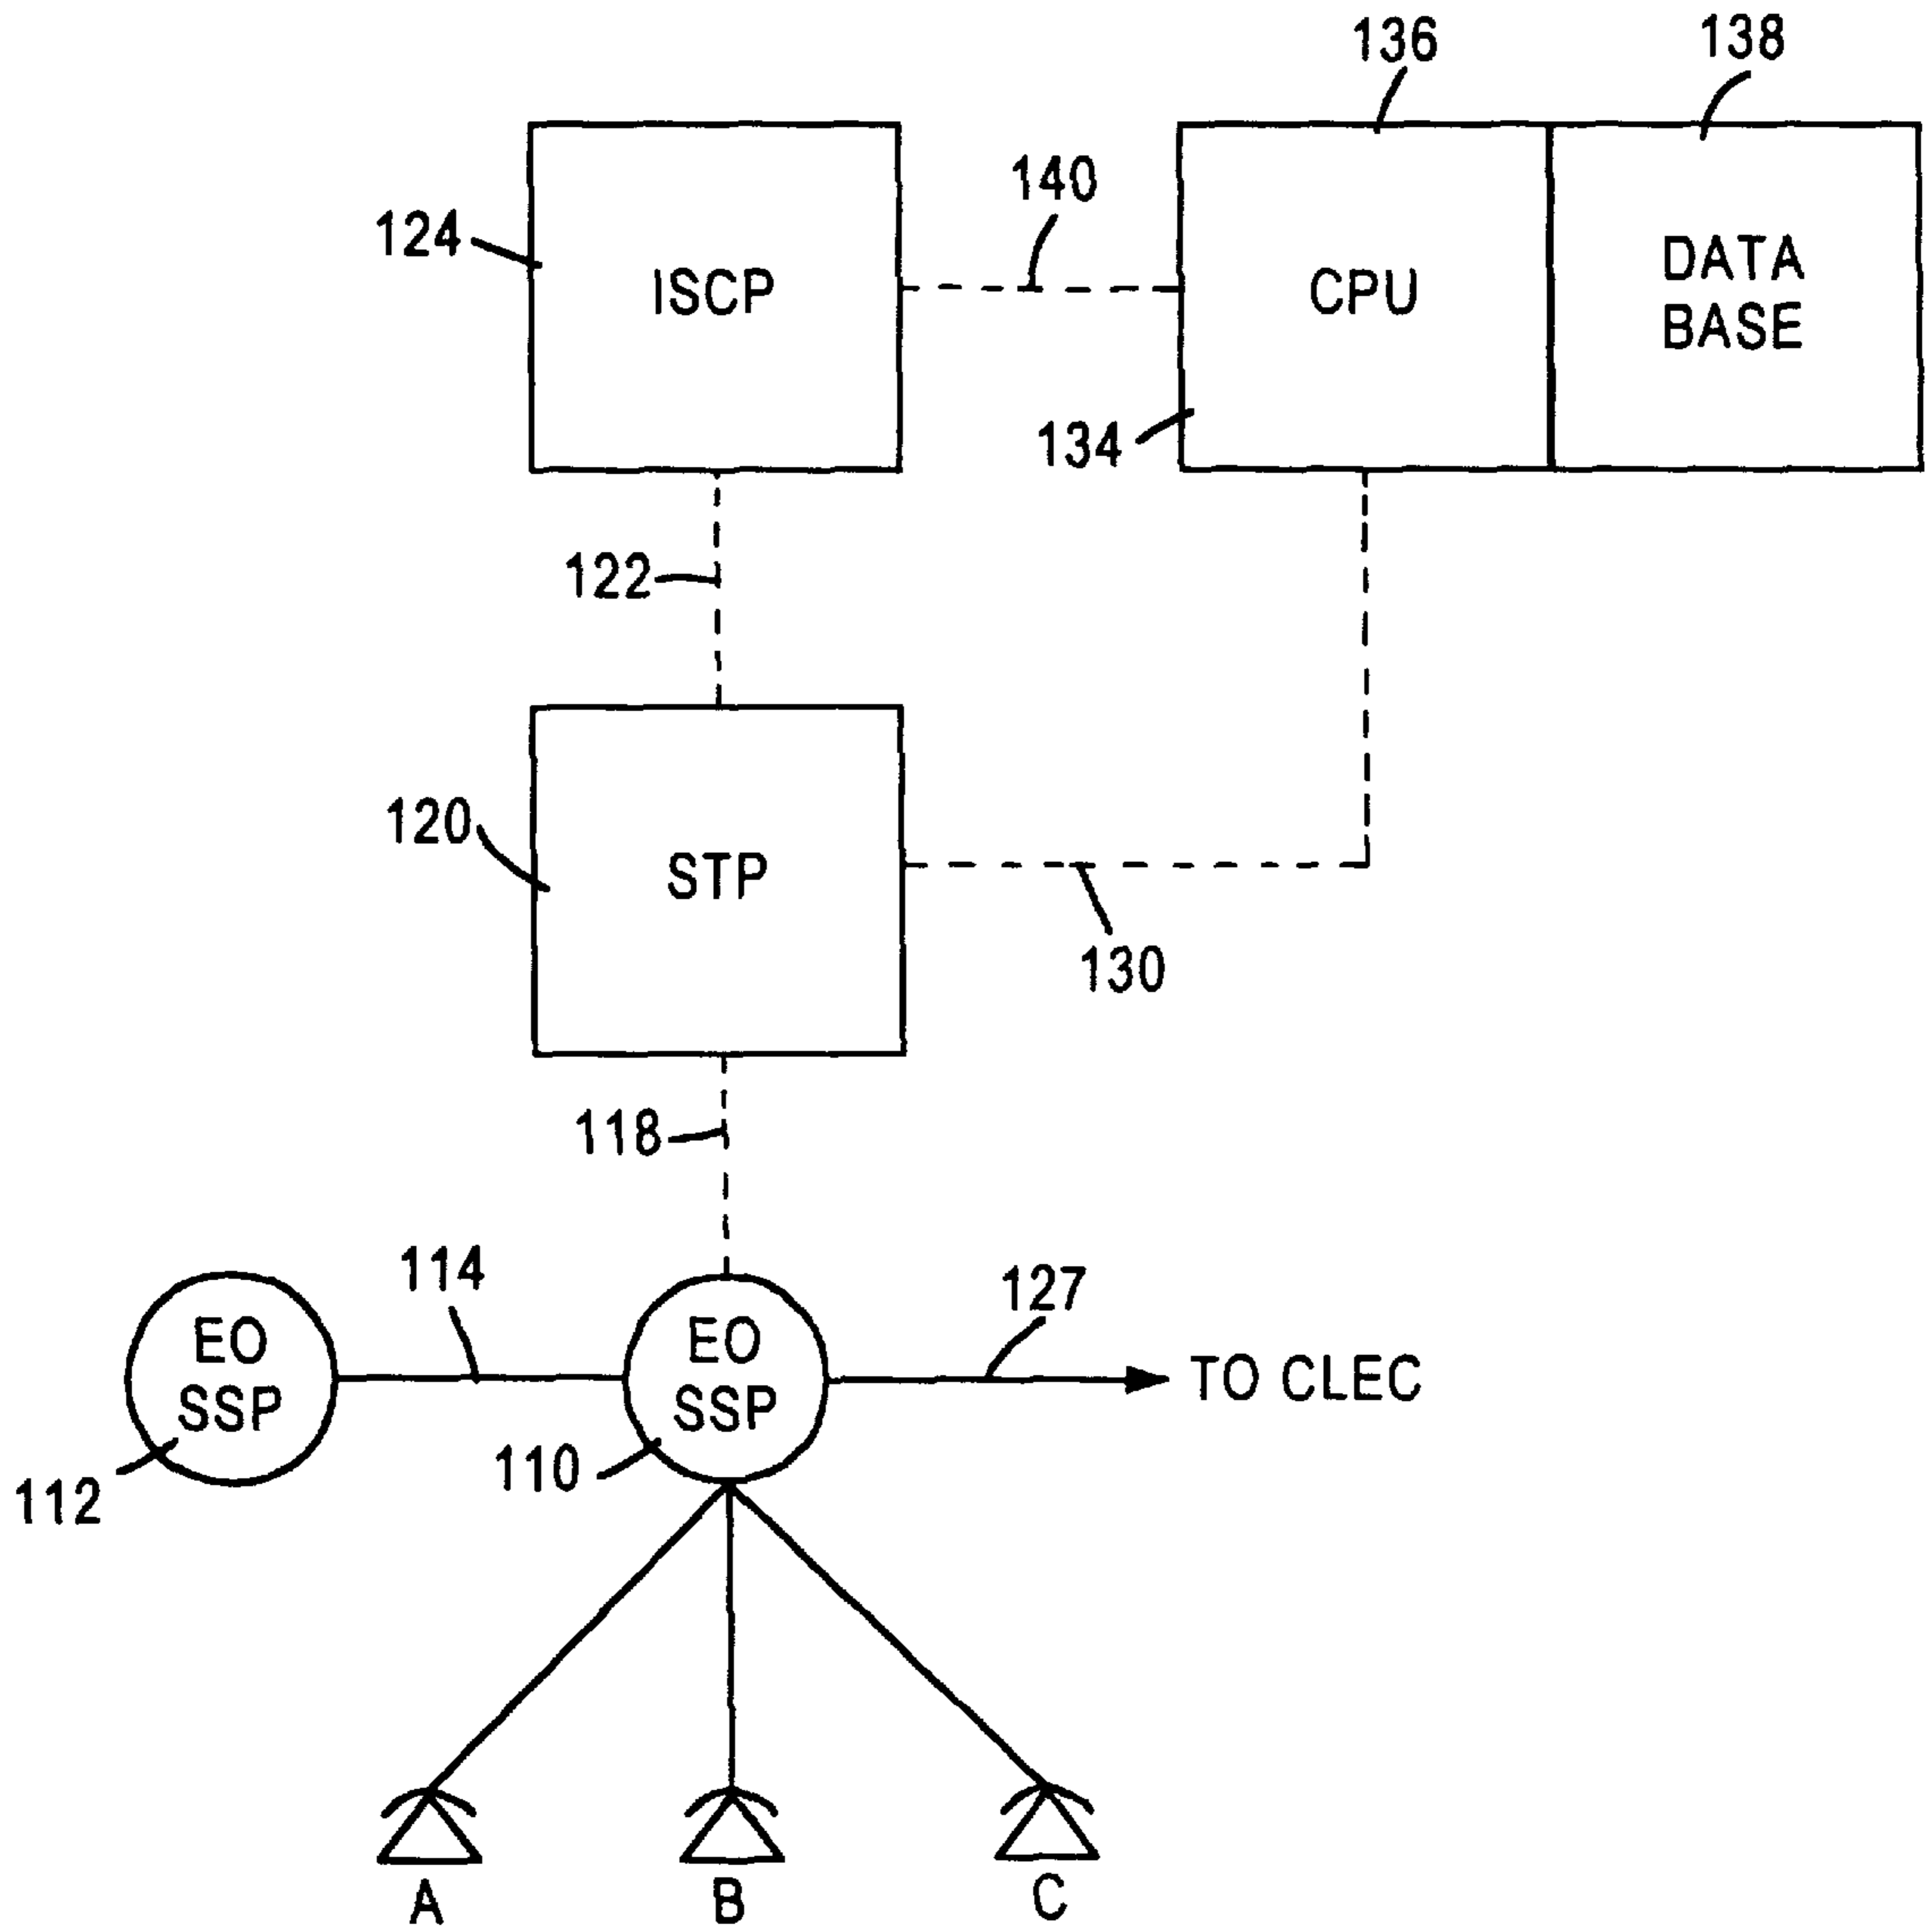 136
138
140
124
ISCP
CPU
DATA
BASE
134
122
120
STP
130
118
114
127
EO
SSP
EO
SSP
TO CLEC
110
112
A
B
C